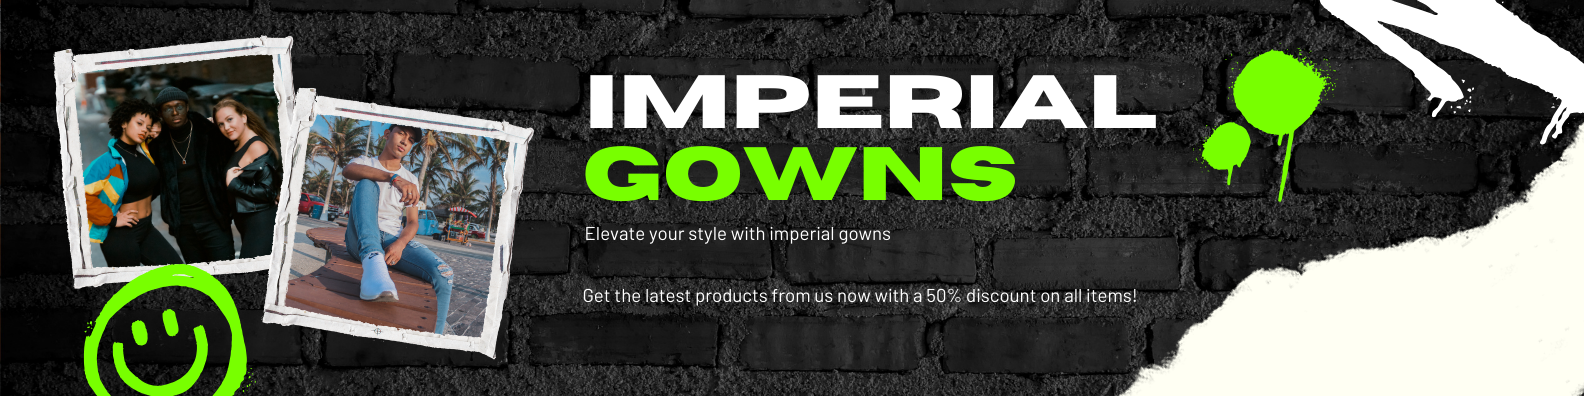 IMPERIAL
GOWNS
Elevate your style with imperial gowns
Get the latest products from us now with a 50% discount on all items!